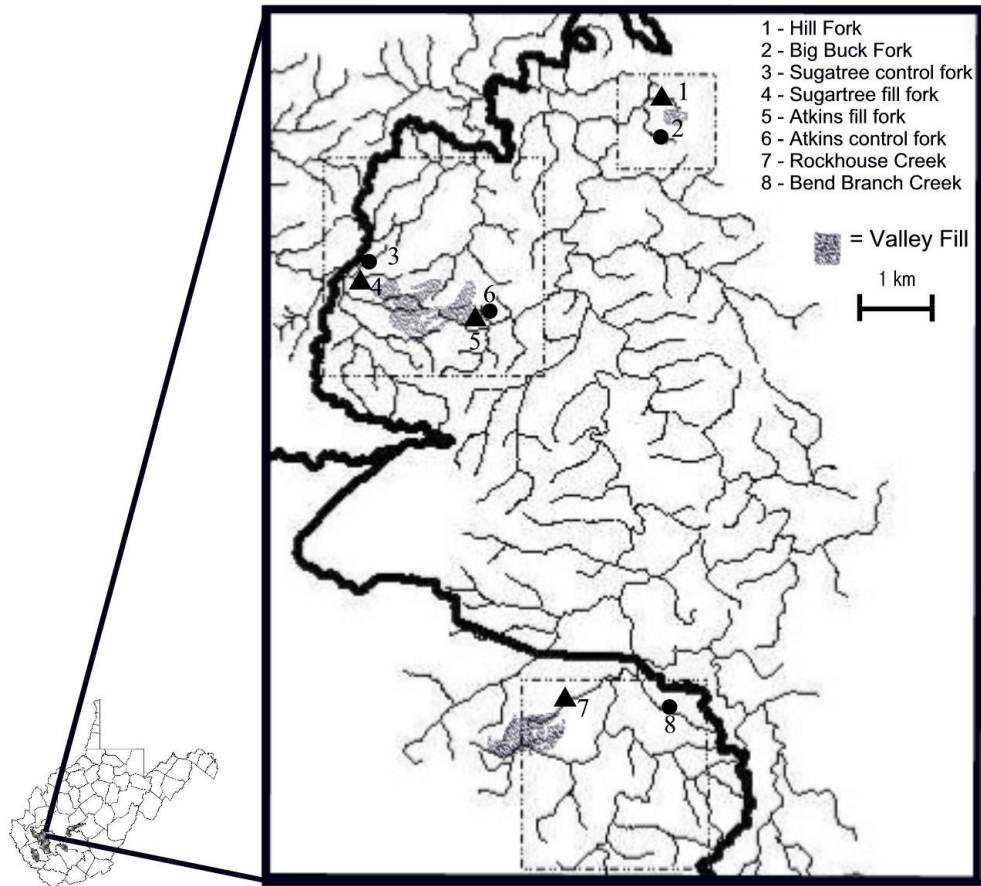 1 - Hill Fork
2 - Big Buck Fork
3 - Sugatree control fork
4 - Sugartree fill fork
5 - Atkins fill fork
6 - Atkins control fork
7 - Rockhouse Creek
8 - Bend Branch Creek
= Valley Fill
1 km
1
2
3
4
6
5
7
8